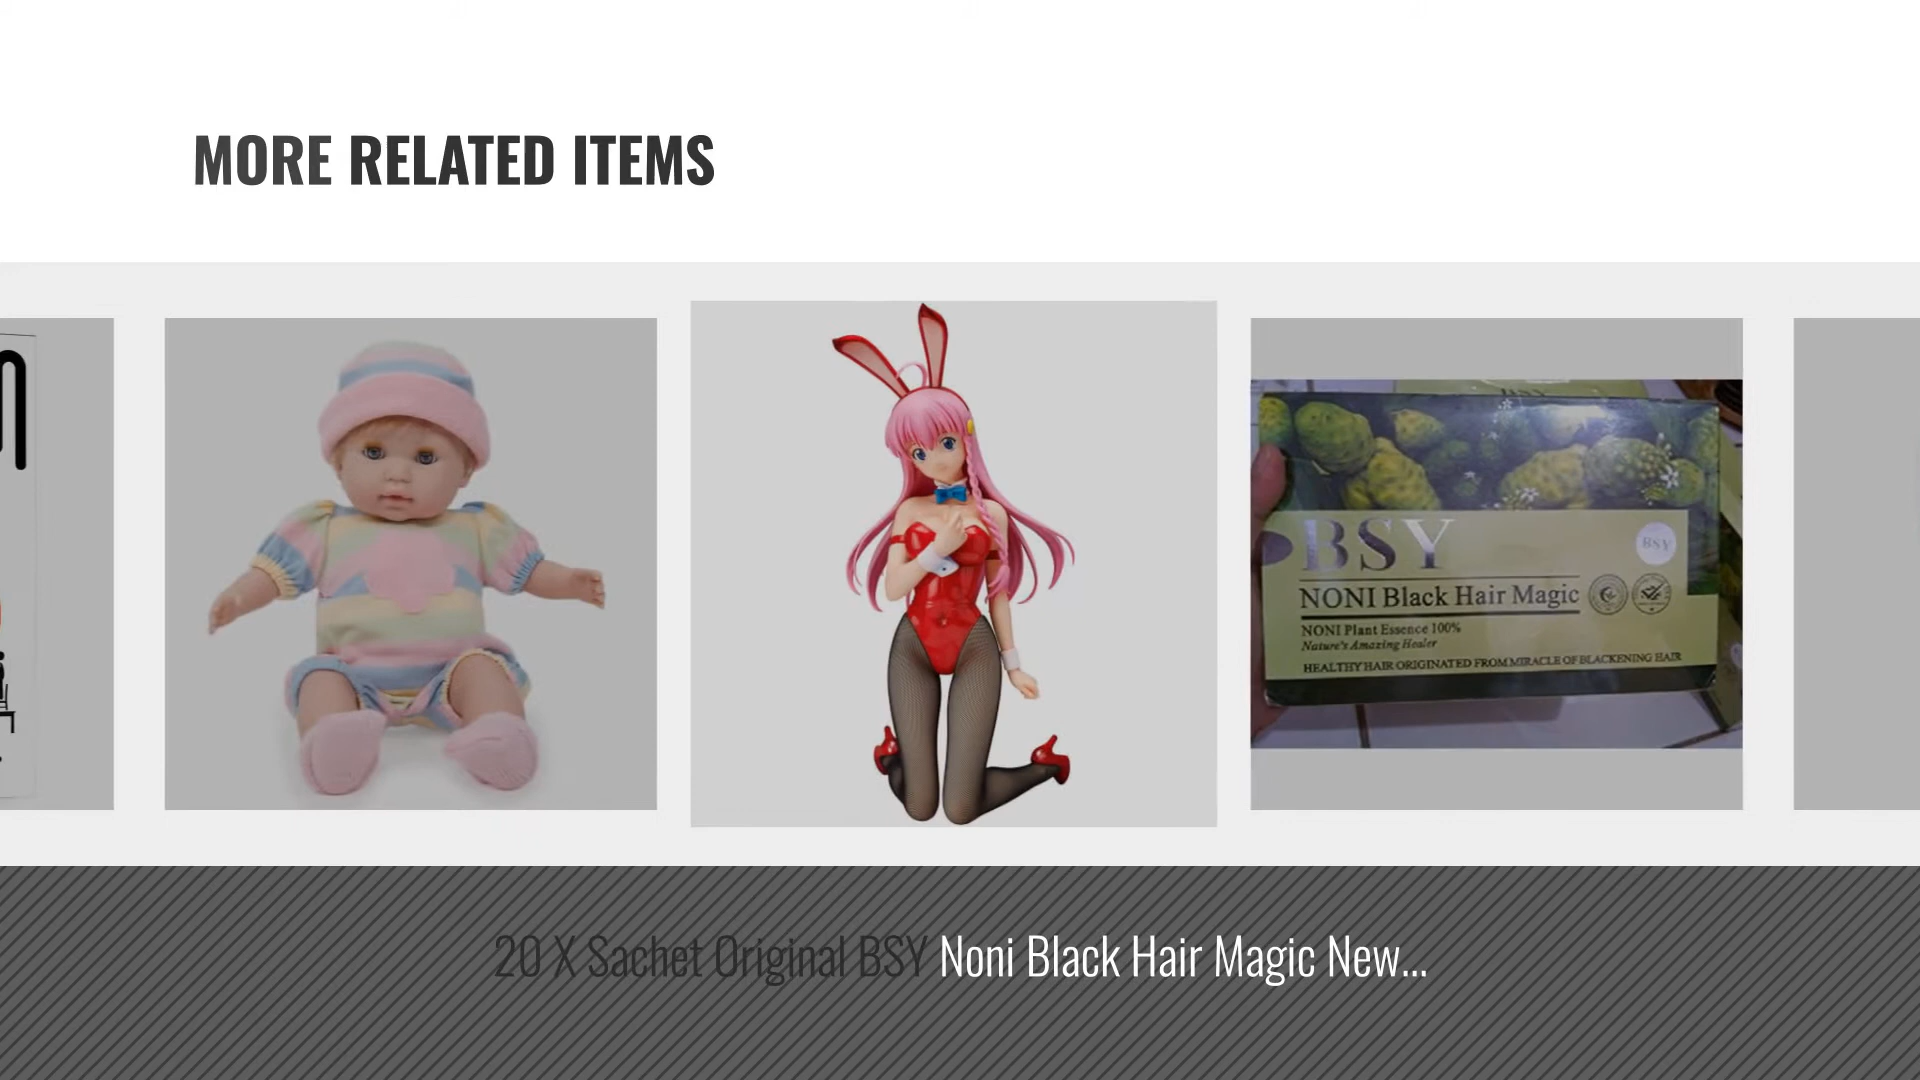 MORE RELATED ITEMS
BSY
BSY
NONI Black Hair Magic
NONI Plant Essence 100%
Nature's Amazing Healer
HEALTHY HAIR ORIGINATED FROM MIRACLE OF BLACKENING HAIR
20 X Sachet Original BSY Noni Black Hair Magic New...